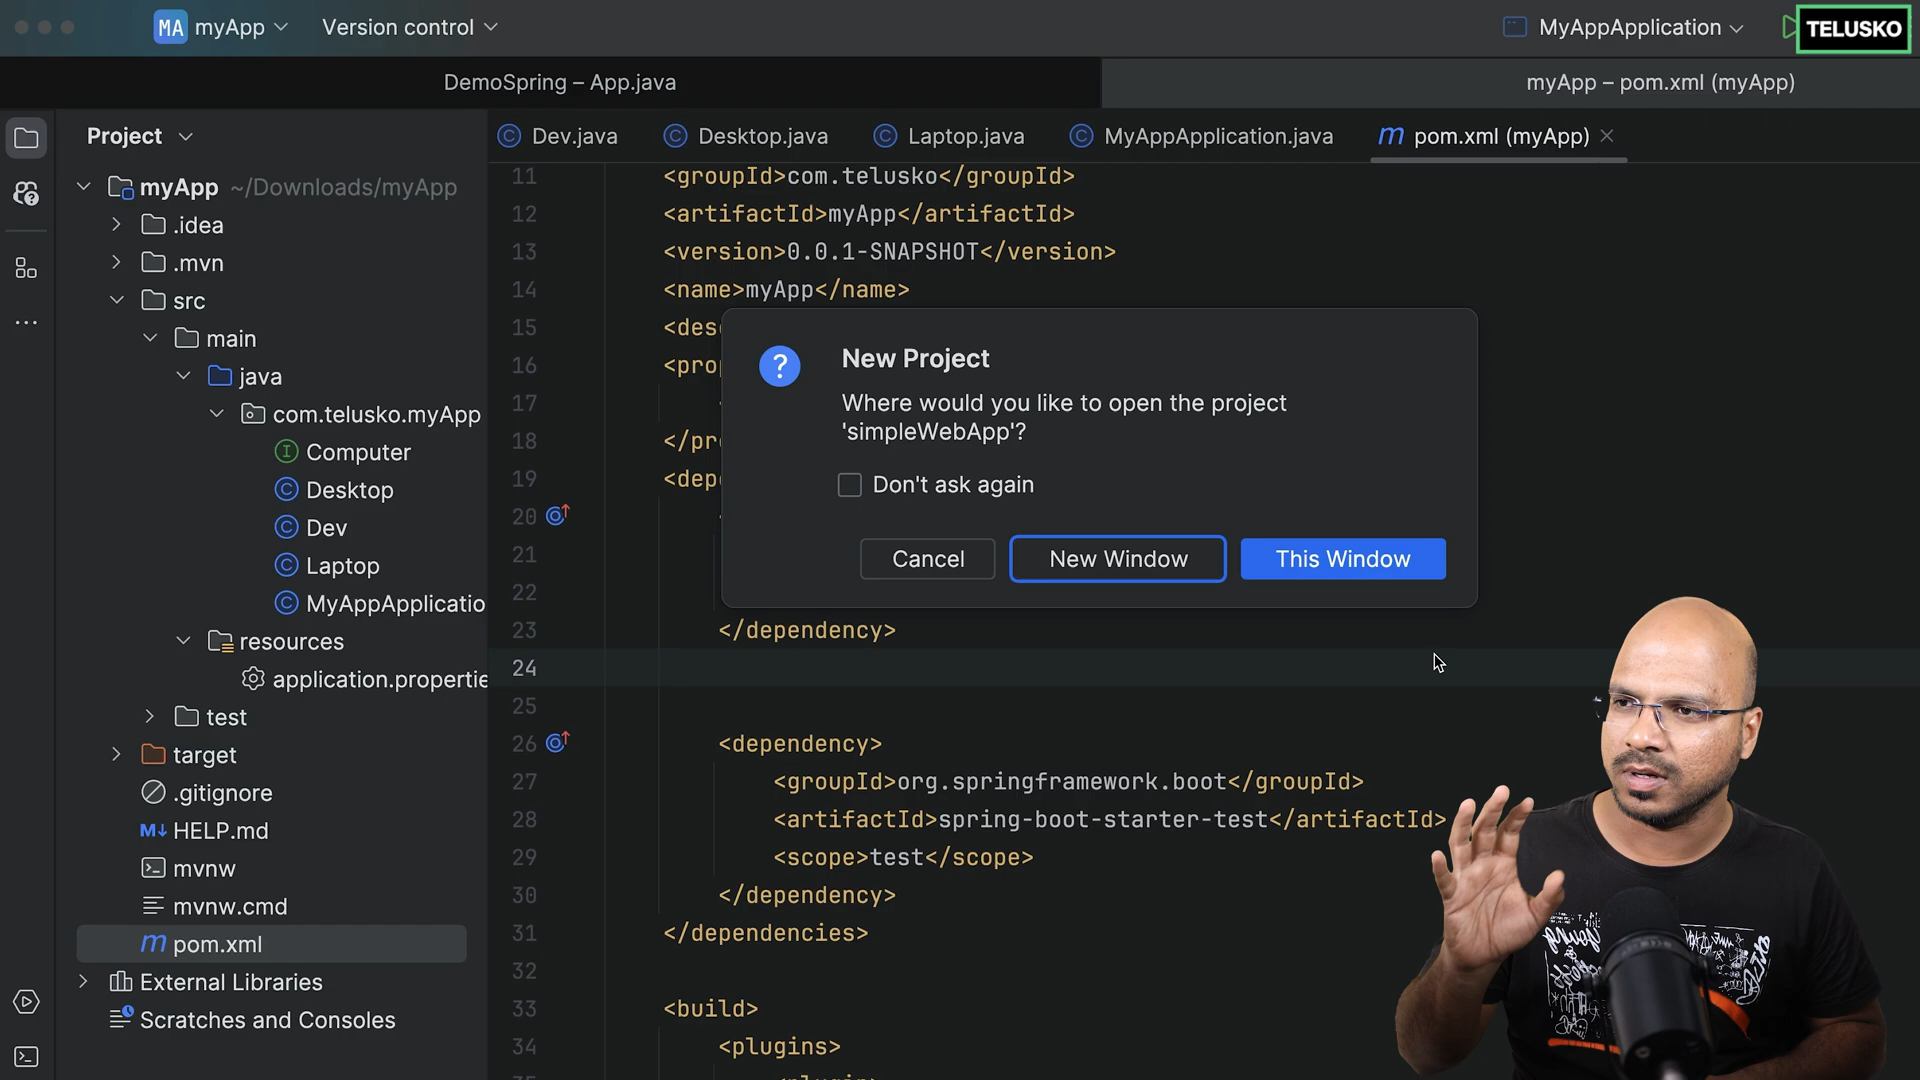 MA myApp
Version control
MyAppApplication
TELUSKO
DemoSpring – App.java
myApp – pom.xml (myApp)
Project
Dev.java
Desktop.java
Laptop.java
MyAppApplication.java
pom.xml (myApp)
myApp ~/Downloads/myApp
.idea
.mvn
src
main
java
com.telusko.myApp
Computer
Desktop
Dev
Laptop
MyAppApplicatio
resources
application.propertie
test
target
.gitignore
HELP.md
mvnw
mvnw.cmd
pom.xml
External Libraries
Scratches and Consoles
11 <groupId>com.telusko</groupId>
12 <artifactId>myApp</artifactId>
13 <version>0.0.1-SNAPSHOT</version>
14 <name>myApp</name>
15 <des
16 <pro
17
18 </pr
19 <dep
20
21
22
23 </dependency>
24
25
26 <dependency>
27 <groupId>org.springframework.boot</groupId>
28 <artifactId>spring-boot-starter-test</artifactId>
29 <scope>test</scope>
30 </dependency>
31 </dependencies>
32
33 <build>
34 <plugins>
New Project
Where would you like to open the project
'simpleWebApp'?
Don't ask again
Cancel
New Window
This Window